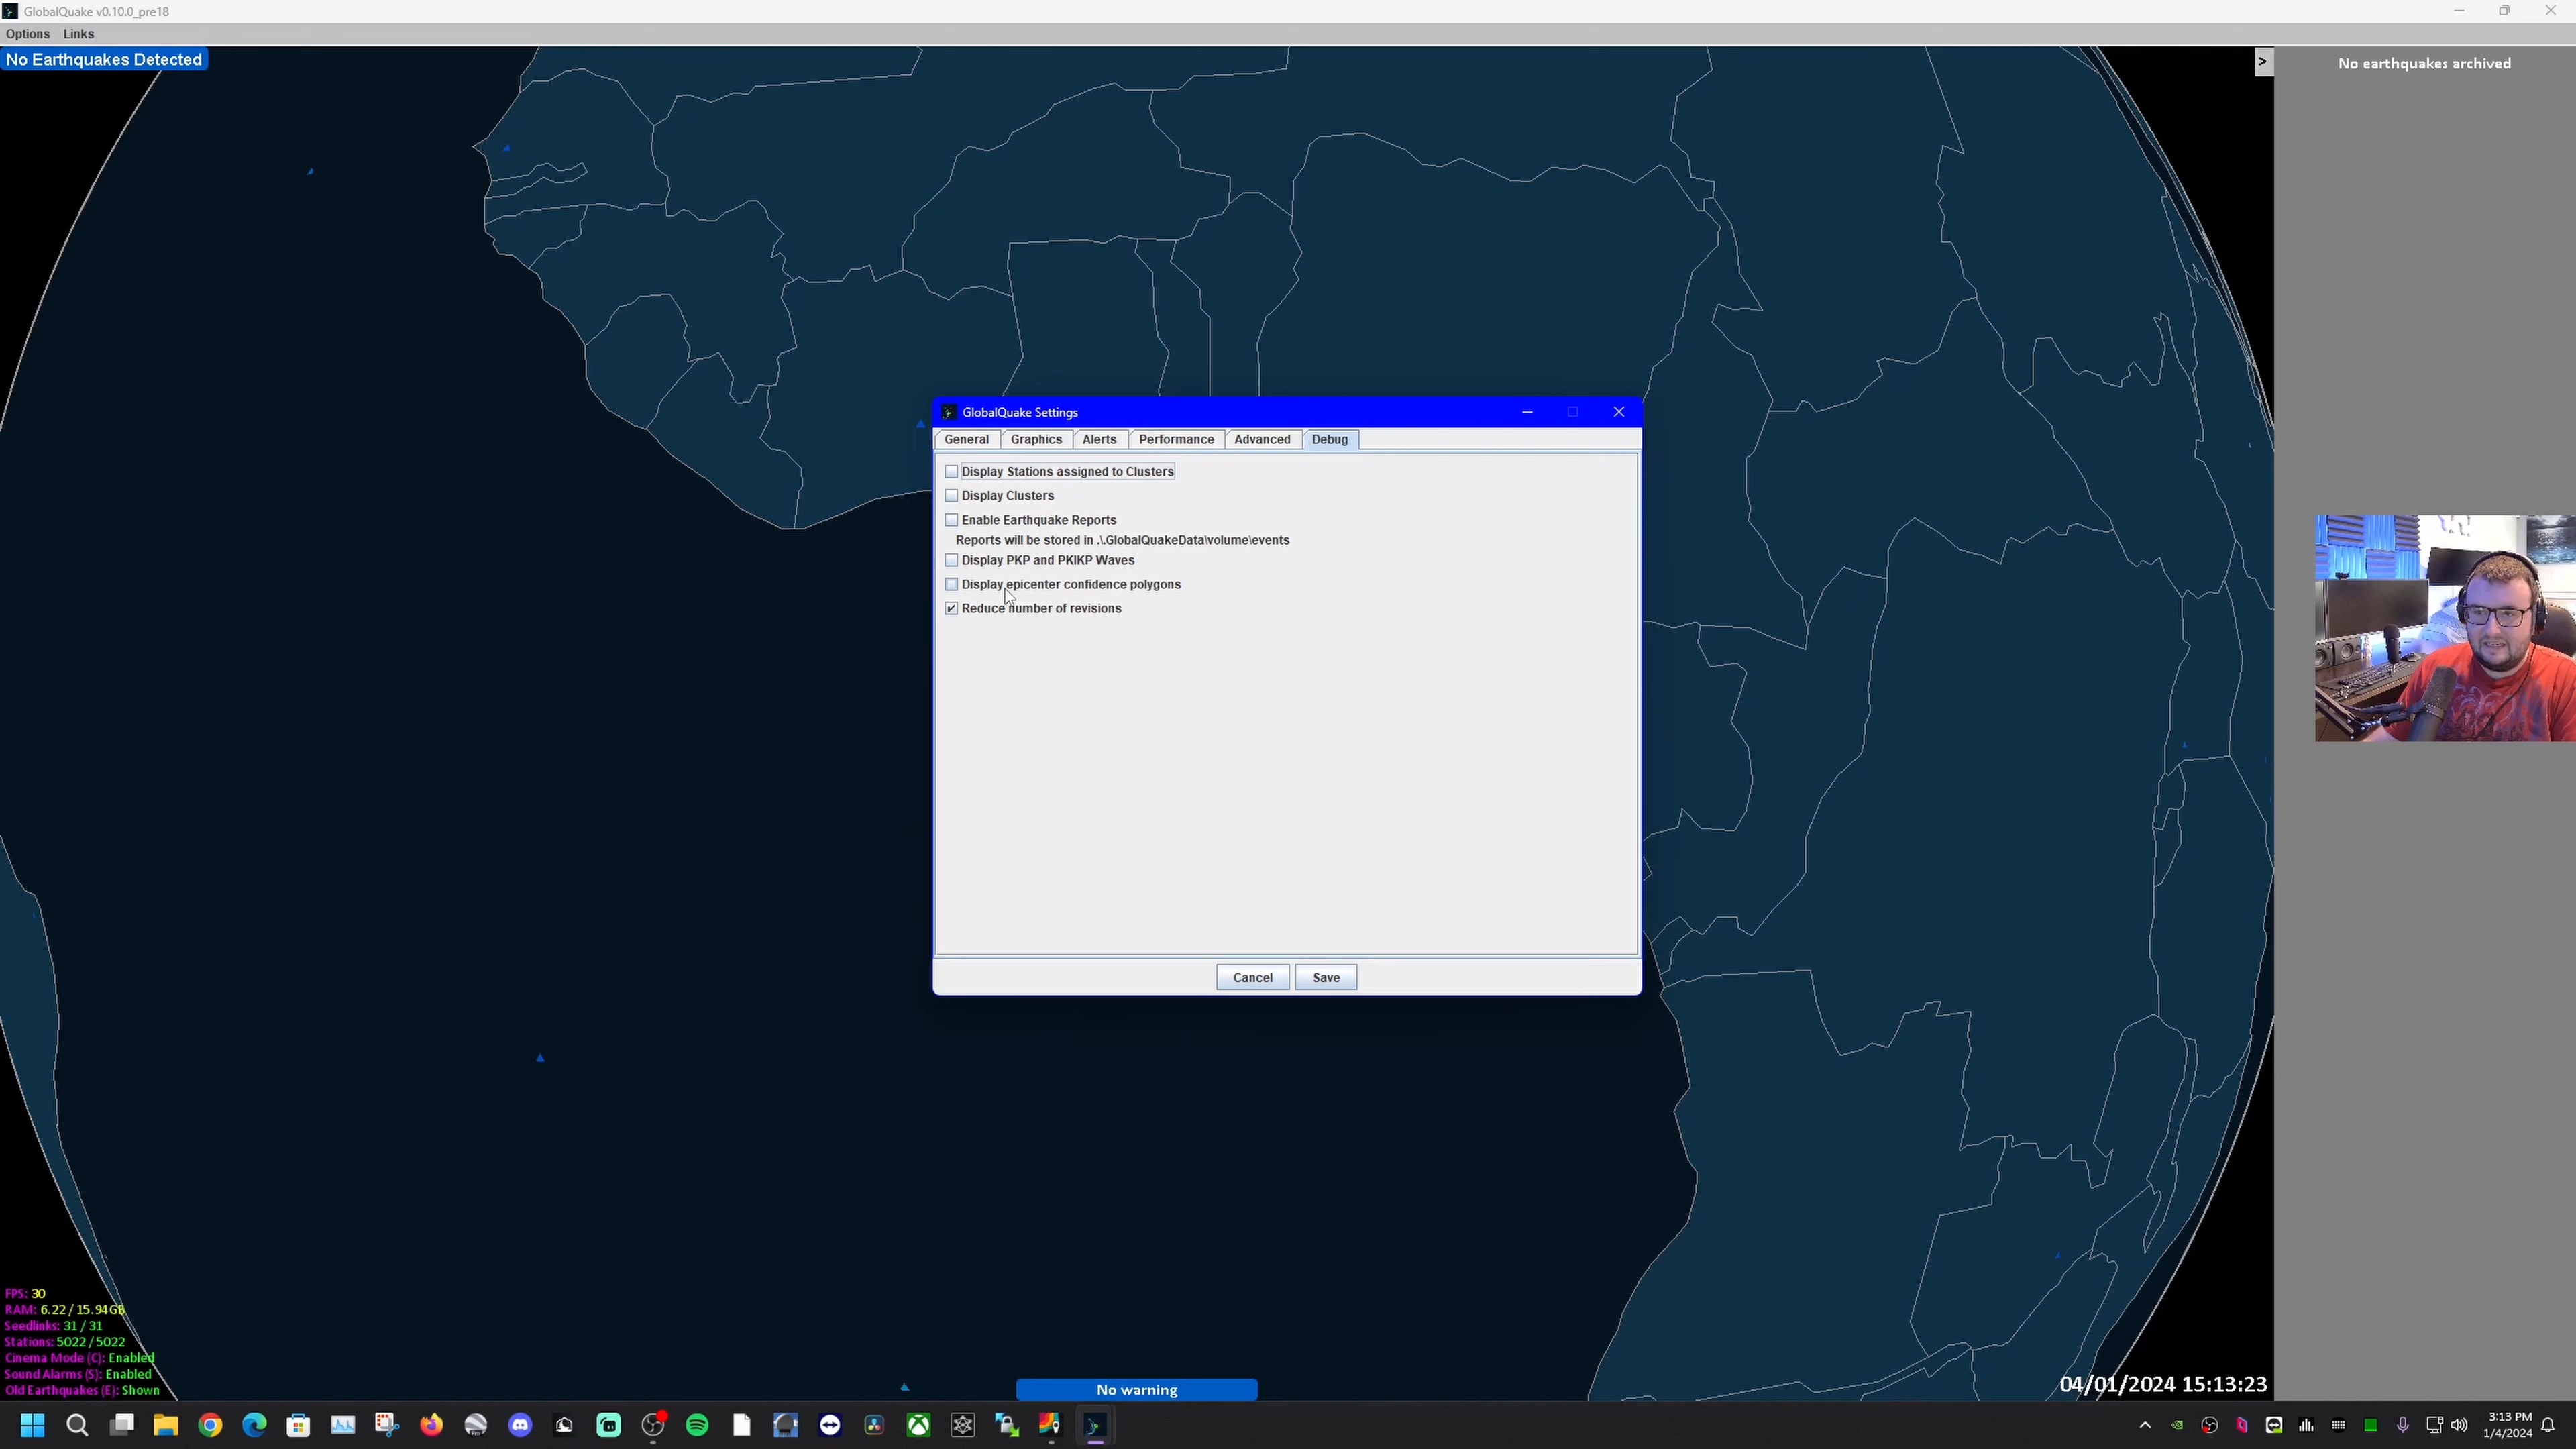 GlobalQuake v0.10.0_pre18
Options Links
No Earthquakes Detected
>
No earthquakes archived
GlobalQuake Settings
General Graphics Alerts Performance Advanced Debug
Display Stations assigned to Clusters
Display Clusters
Enable Earthquake Reports
Reports will be stored in .\.GlobalQuakeData\volume\events
Display PKP and PKIKP Waves
Display epicenter confidence polygons
Reduce number of revisions
Cancel Save
FPS: 30
RAM: 6.22 / 15.94GB
Seedlinks: 31 / 31
Stations: 5022 / 5022
Cinema Mode (C): Enabled
Sound Alarms (S): Enabled
Old Earthquakes (E): Shown
No warning
04/01/2024 15:13:23
3:13 PM
1/4/2024